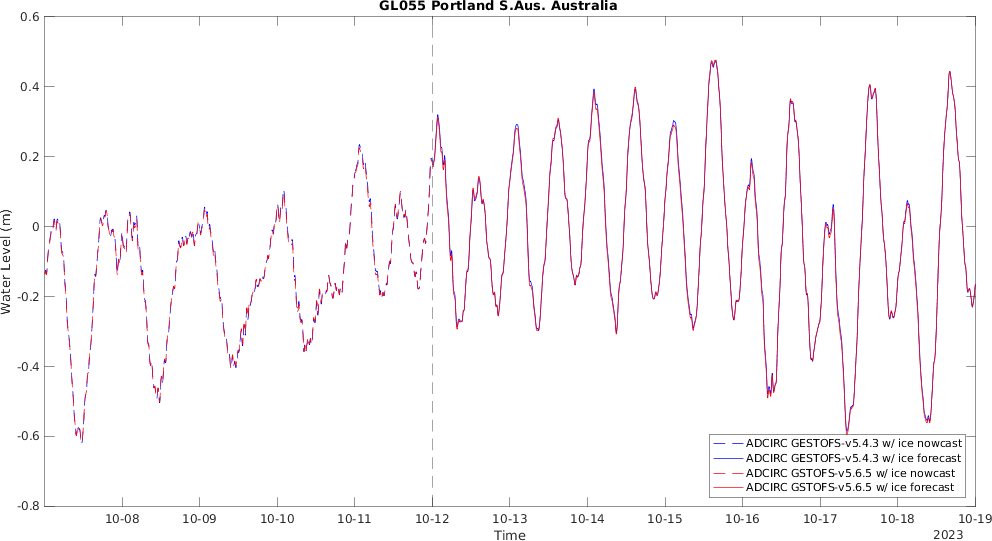 GL055 Portland S.Aus. Australia
0.6
0.4
0.2
0
-0.2
-0.4
-0.6
-0.8
Water Level (m)
10-08 10-09 10-10 10-11 10-12 10-13 10-14 10-15 10-16 10-17 10-18 10-19
Time
2023
ADCIRC GESTOFS-v5.4.3 w/ ice nowcast
ADCIRC GESTOFS-v5.4.3 w/ ice forecast
ADCIRC GSTOFS-v5.6.5 w/ ice nowcast
ADCIRC GSTOFS-v5.6.5 w/ ice forecast